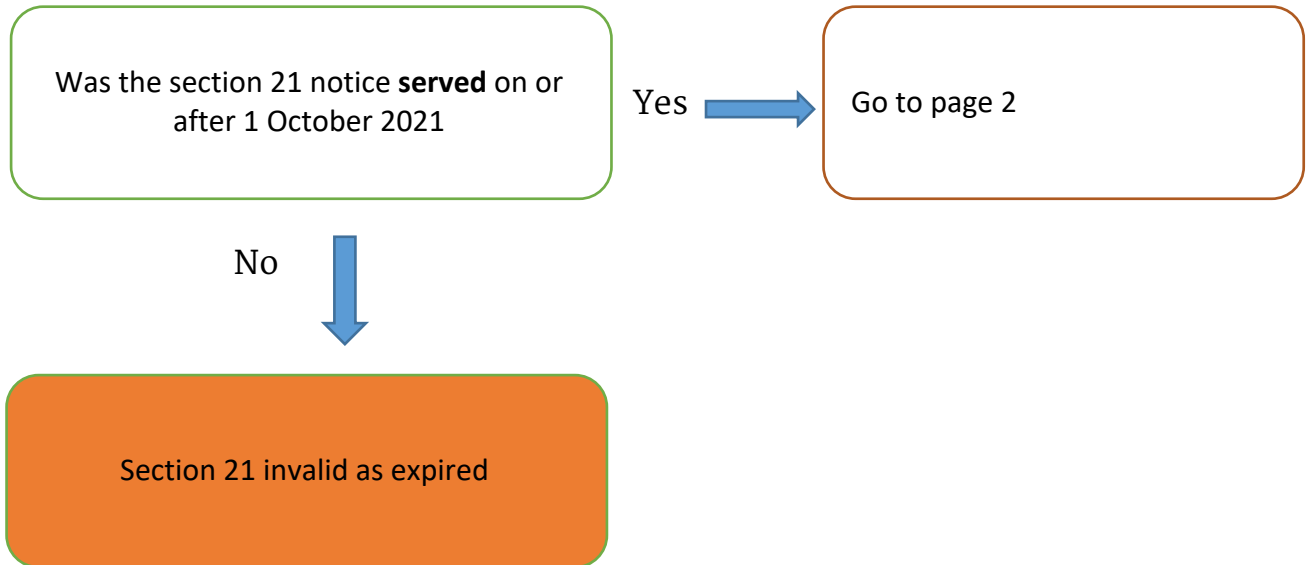 Was the section 21 notice served on or
after 1 October 2021
Yes
Go to page 2
No
Section 21 invalid as expired